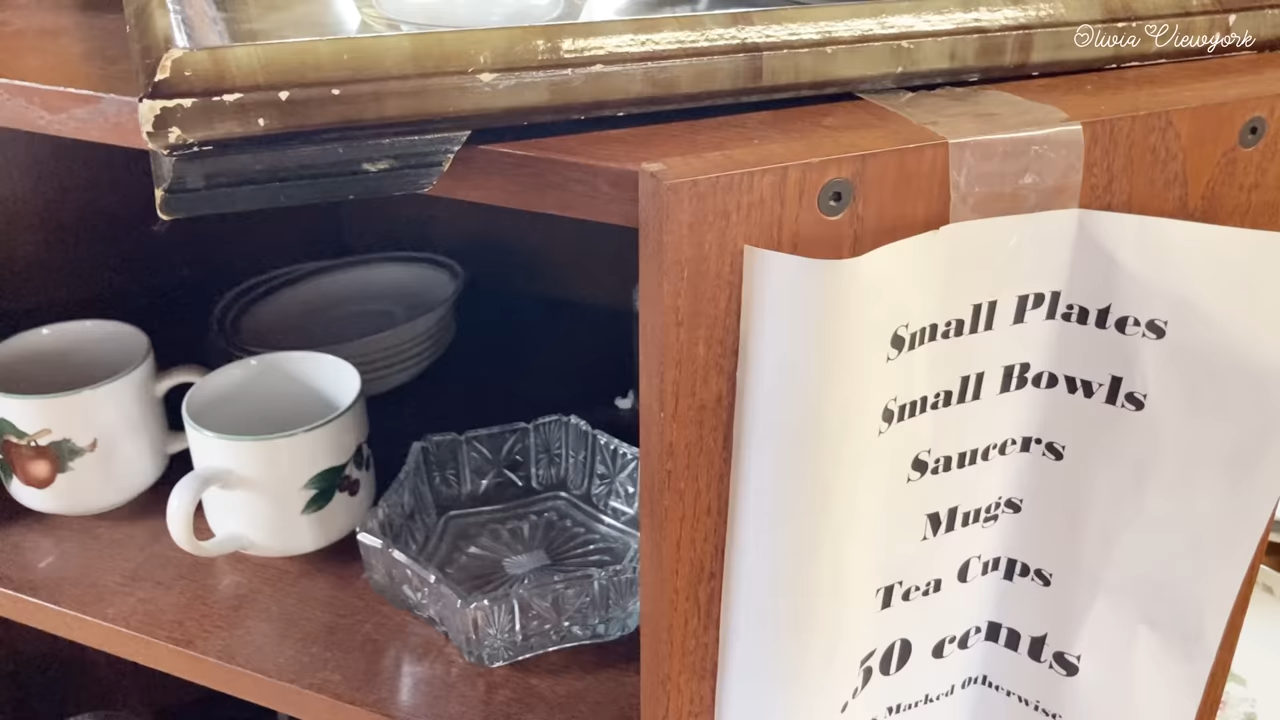 Olivia Viewyork
Small Plates
Small Bowls
Saucers
Mugs
Tea Cups
50 cents
Marked Otherwise